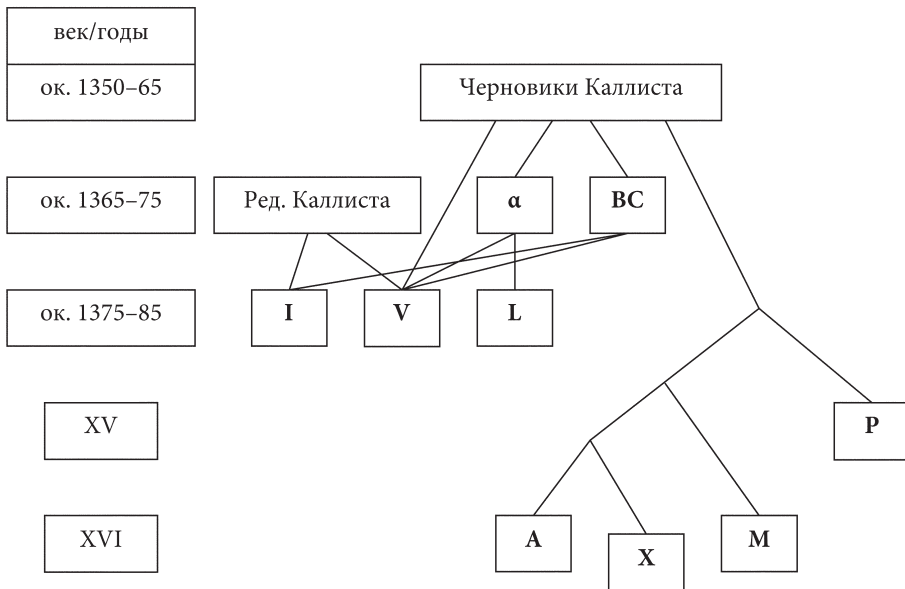 век/годы
ок. 1350–65
Черновики Каллиста
ок. 1365–75
Ред. Каллиста
α
BC
ок. 1375–85
I
V
L
XV
P
XVI
A
X
M